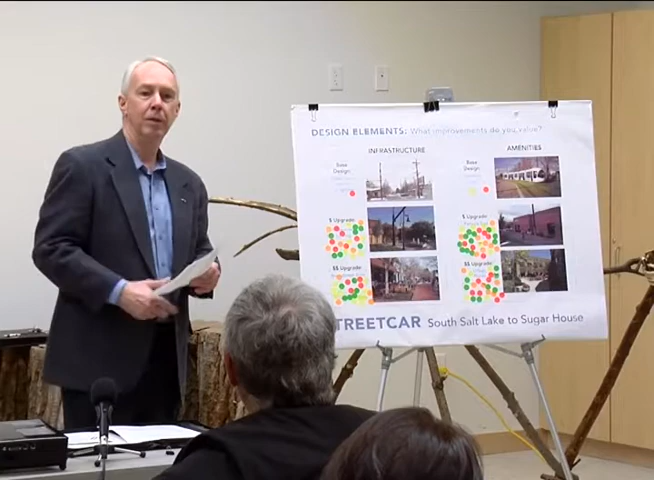 DESIGN ELEMENTS: What improvements do you value?
INFRASTRUCTURE
AMENITIES
Base
Design:
Base
Design:
$ Upgrade
$ Upgrade
$$ Upgrade
$$ Upgrade
TREETCAR SOUTH SALT LAKE TO SUGAR HOUSE